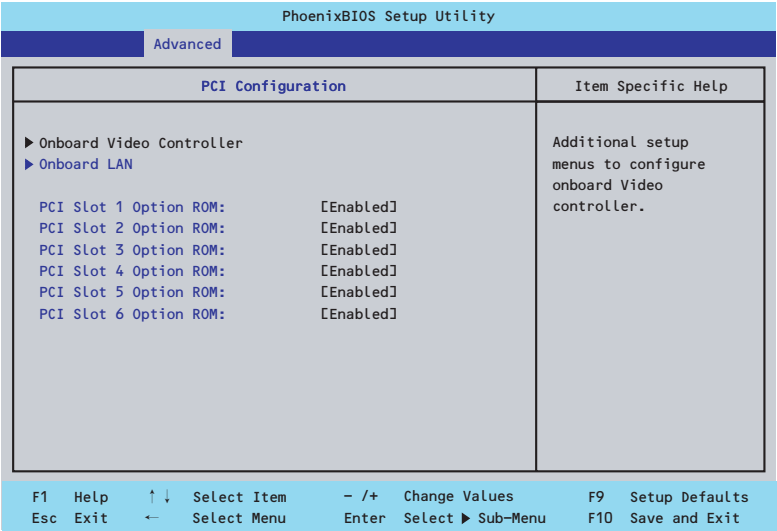 PhoenixBIOS Setup Utility
Advanced
PCI Configuration
Item Specific Help
▶ Onboard Video Controller
▶ Onboard LAN
PCI Slot 1 Option ROM: [Enabled]
PCI Slot 2 Option ROM: [Enabled]
PCI Slot 3 Option ROM: [Enabled]
PCI Slot 4 Option ROM: [Enabled]
PCI Slot 5 Option ROM: [Enabled]
PCI Slot 6 Option ROM: [Enabled]
Additional setup
menus to configure
onboard Video
controller.
F1 Help ↑↓ Select Item - /+ Change Values F9 Setup Defaults
Esc Exit ← Select Menu Enter Select ▶ Sub-Menu F10 Save and Exit